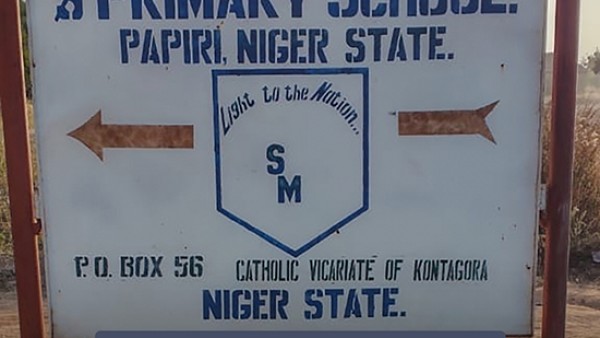 & PRIMARY SCHOOL.
PAPIRI, NIGER STATE.
Light to the Nation...
S
M
P.O. BOX 56 CATHOLIC VICARIATE OF KONTAGORA
NIGER STATE.